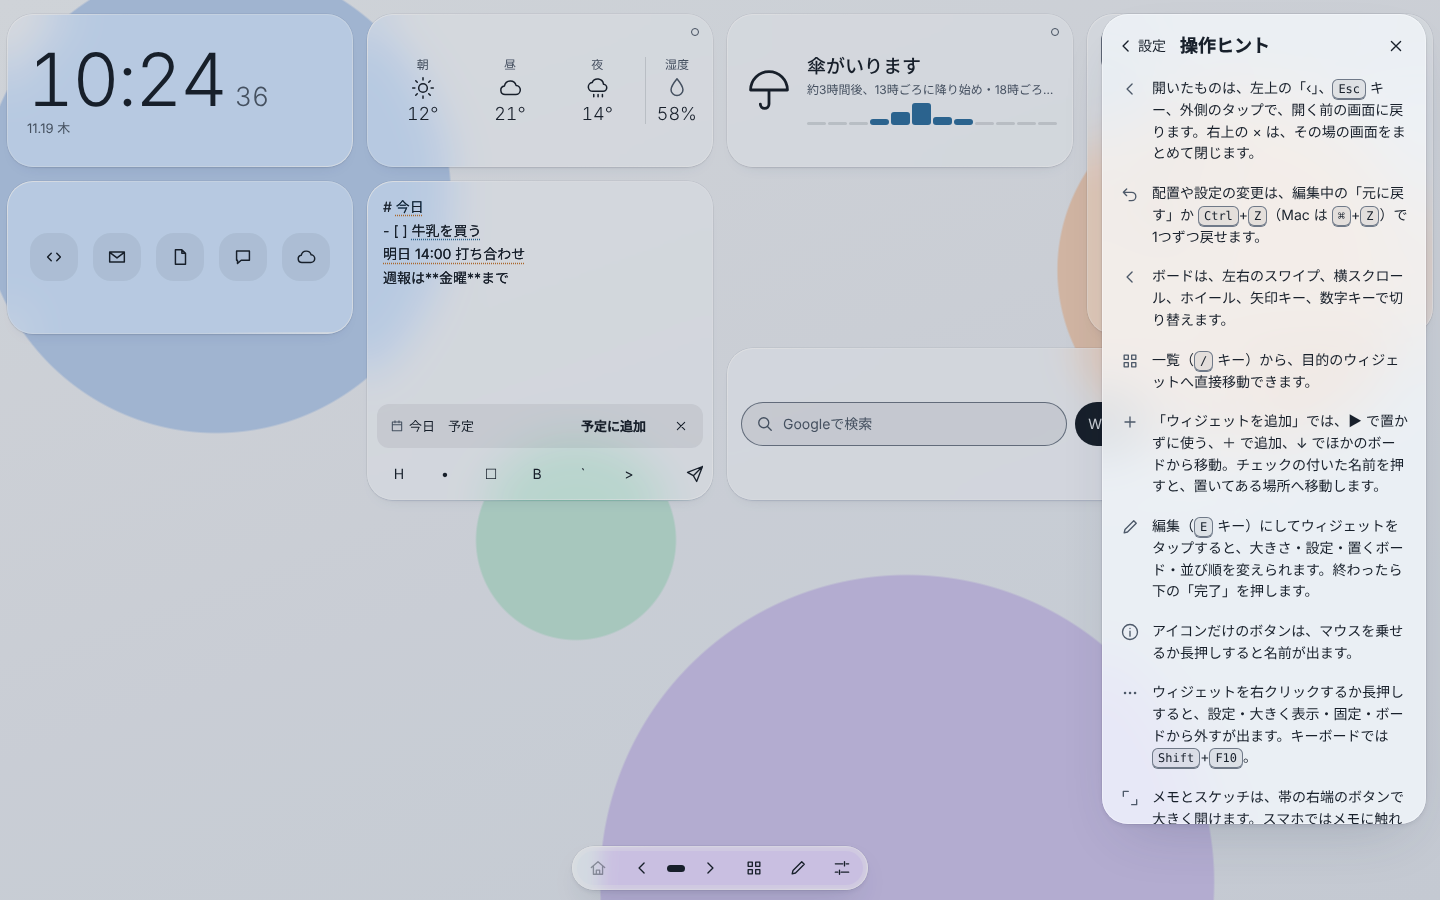 10:24 36
11.19 木
朝 昼 夜 湿度
12° 21° 14° 58%
傘がいります
約3時間後、13時ごろに降り始め・18時ごろ…
# 今日
- [ ] 牛乳を買う
明日 14:00 打ち合わせ
週報は**金曜**まで
今日 予定 予定に追加
H • ☐ B ` >
Googleで検索
W
設定 操作ヒント
開いたものは、左上の「‹」、Esc キ
ー、外側のタップで、開く前の画面に戻
ります。右上の × は、その場の画面をま
とめて閉じます。
配置や設定の変更は、編集中の「元に戻
す」か Ctrl+Z（Mac は ⌘+Z）で
1つずつ戻せます。
ボードは、左右のスワイプ、横スクロー
ル、ホイール、矢印キー、数字キーで切
り替えます。
一覧（/ キー）から、目的のウィジェ
ットへ直接移動できます。
「ウィジェットを追加」では、▶ で置か
ずに使う、＋ で追加、↓ でほかのボー
ドから移動。チェックの付いた名前を押
すと、置いてある場所へ移動します。
編集（E キー）にしてウィジェットを
タップすると、大きさ・設定・置くボー
ド・並び順を変えられます。終わったら
下の「完了」を押します。
アイコンだけのボタンは、マウスを乗せ
るか長押しすると名前が出ます。
ウィジェットを右クリックするか長押し
すると、設定・大きく表示・固定・ボー
ドから外すが出ます。キーボードでは
Shift+F10。
メモとスケッチは、帯の右端のボタンで
大きく開けます。スマホではメモに触れ